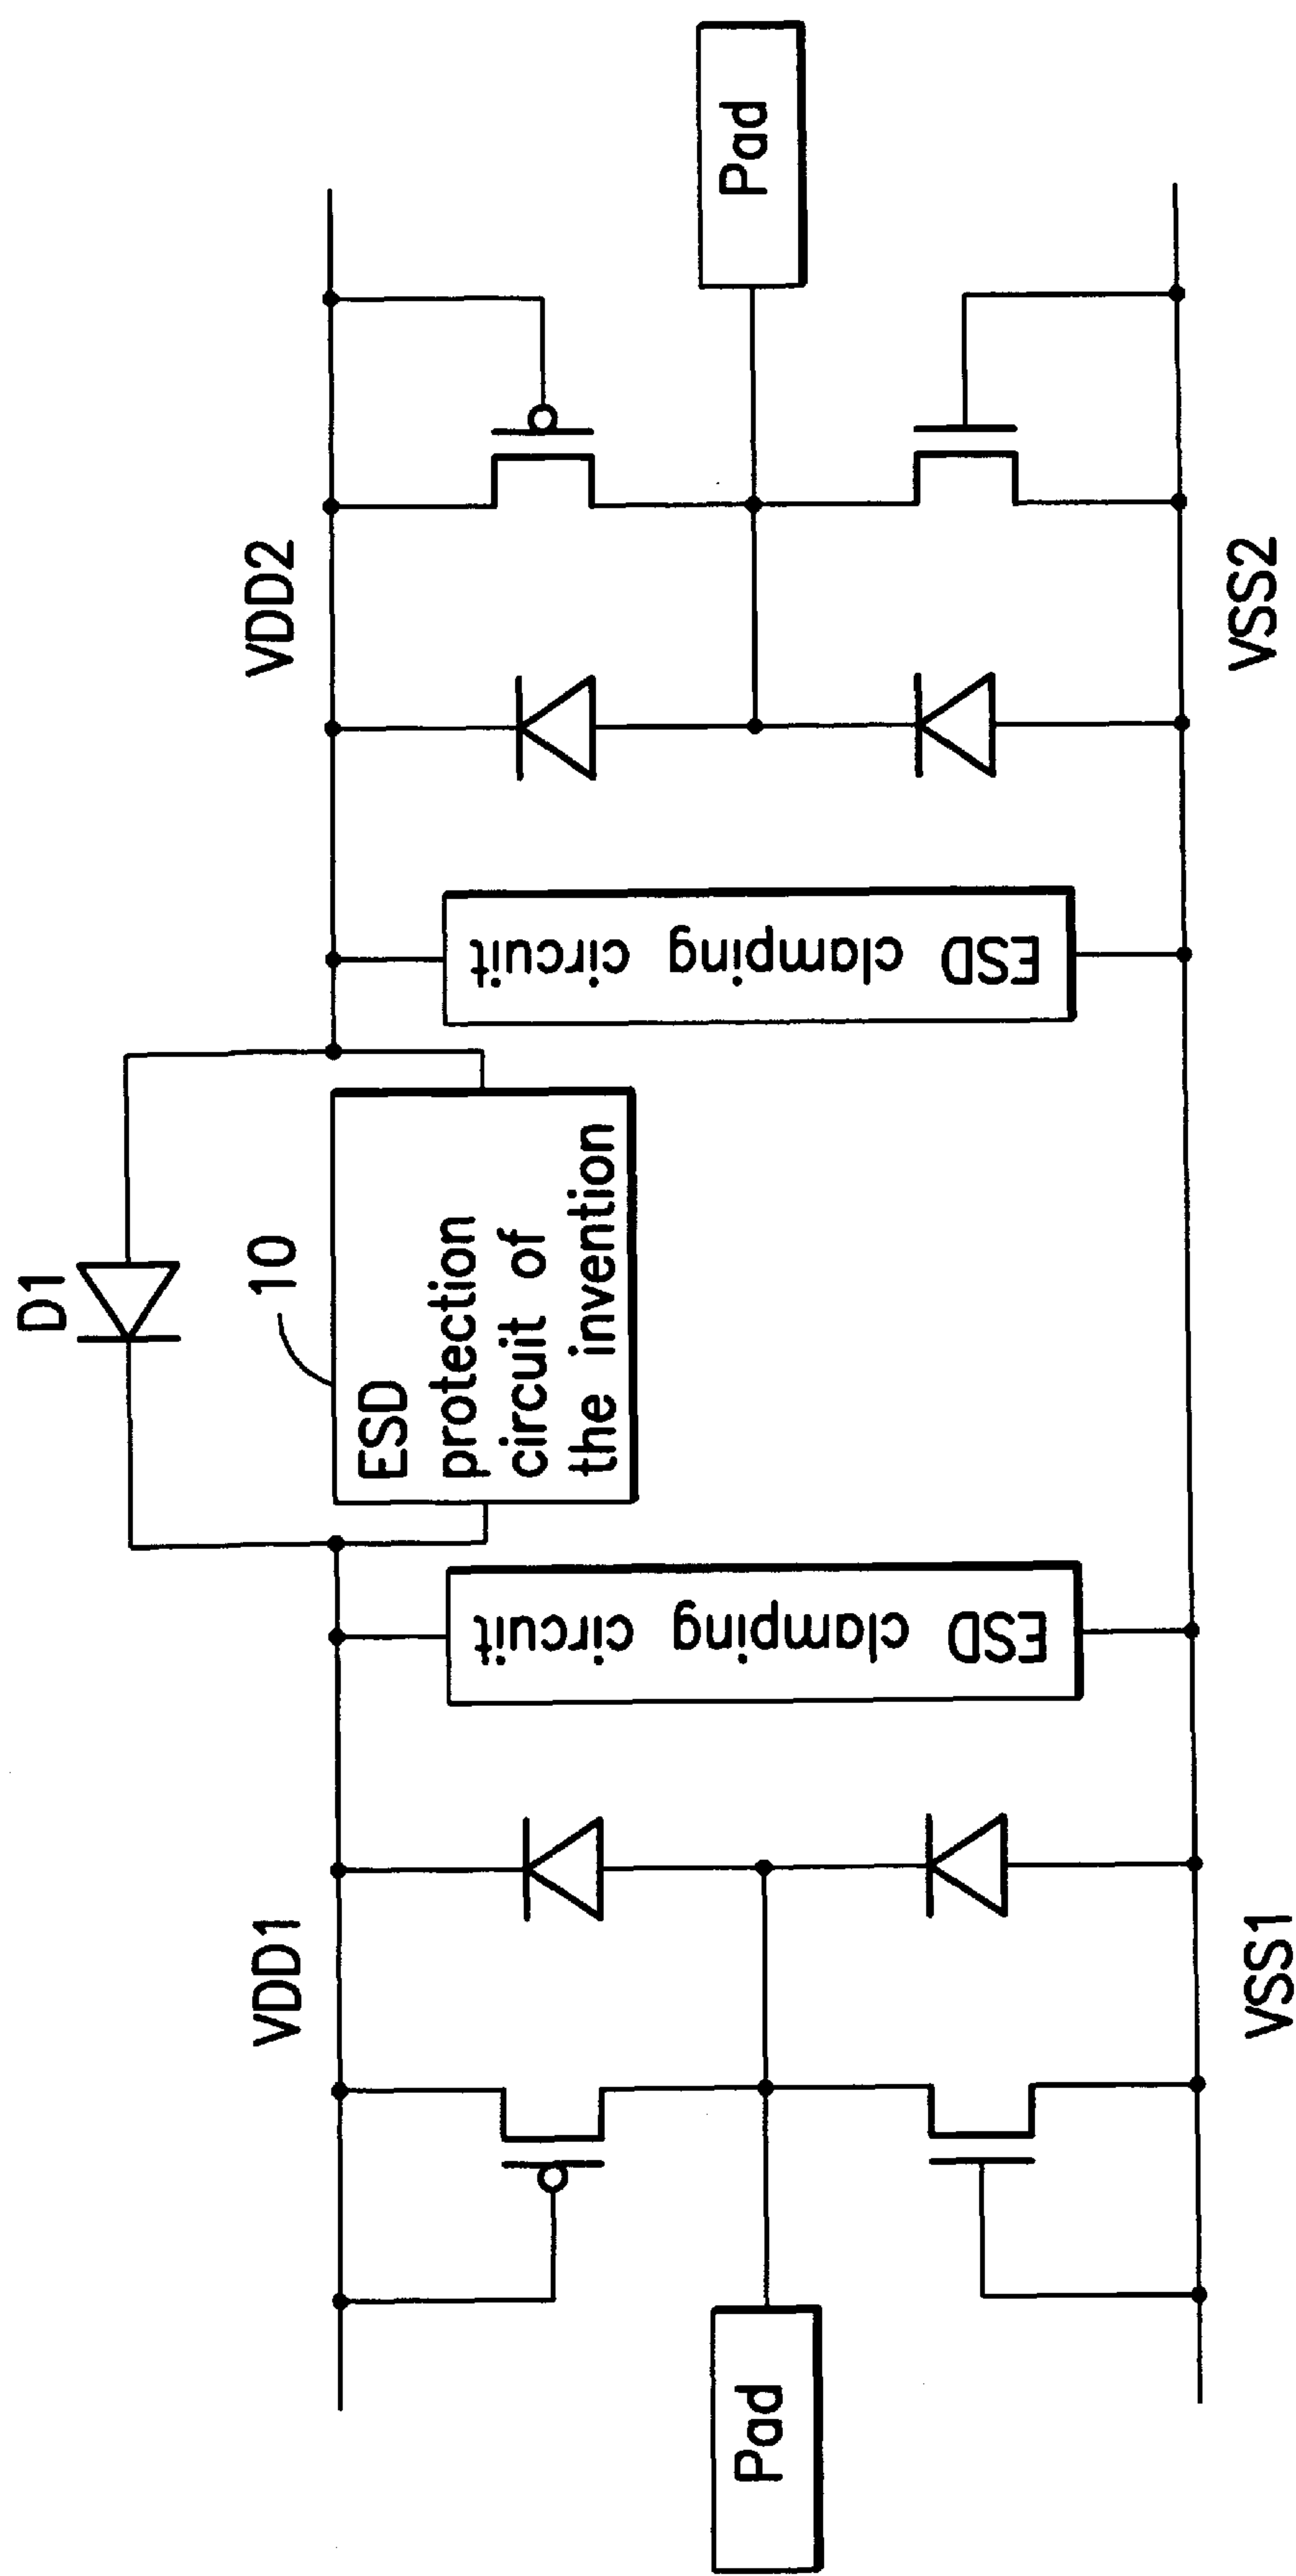 D1
VDD1
10
VDD2
ESD
protection
circuit of
the invention
Pad
ESD clamping
circuit
ESD clamping
circuit
Pad
VSS1
VSS2